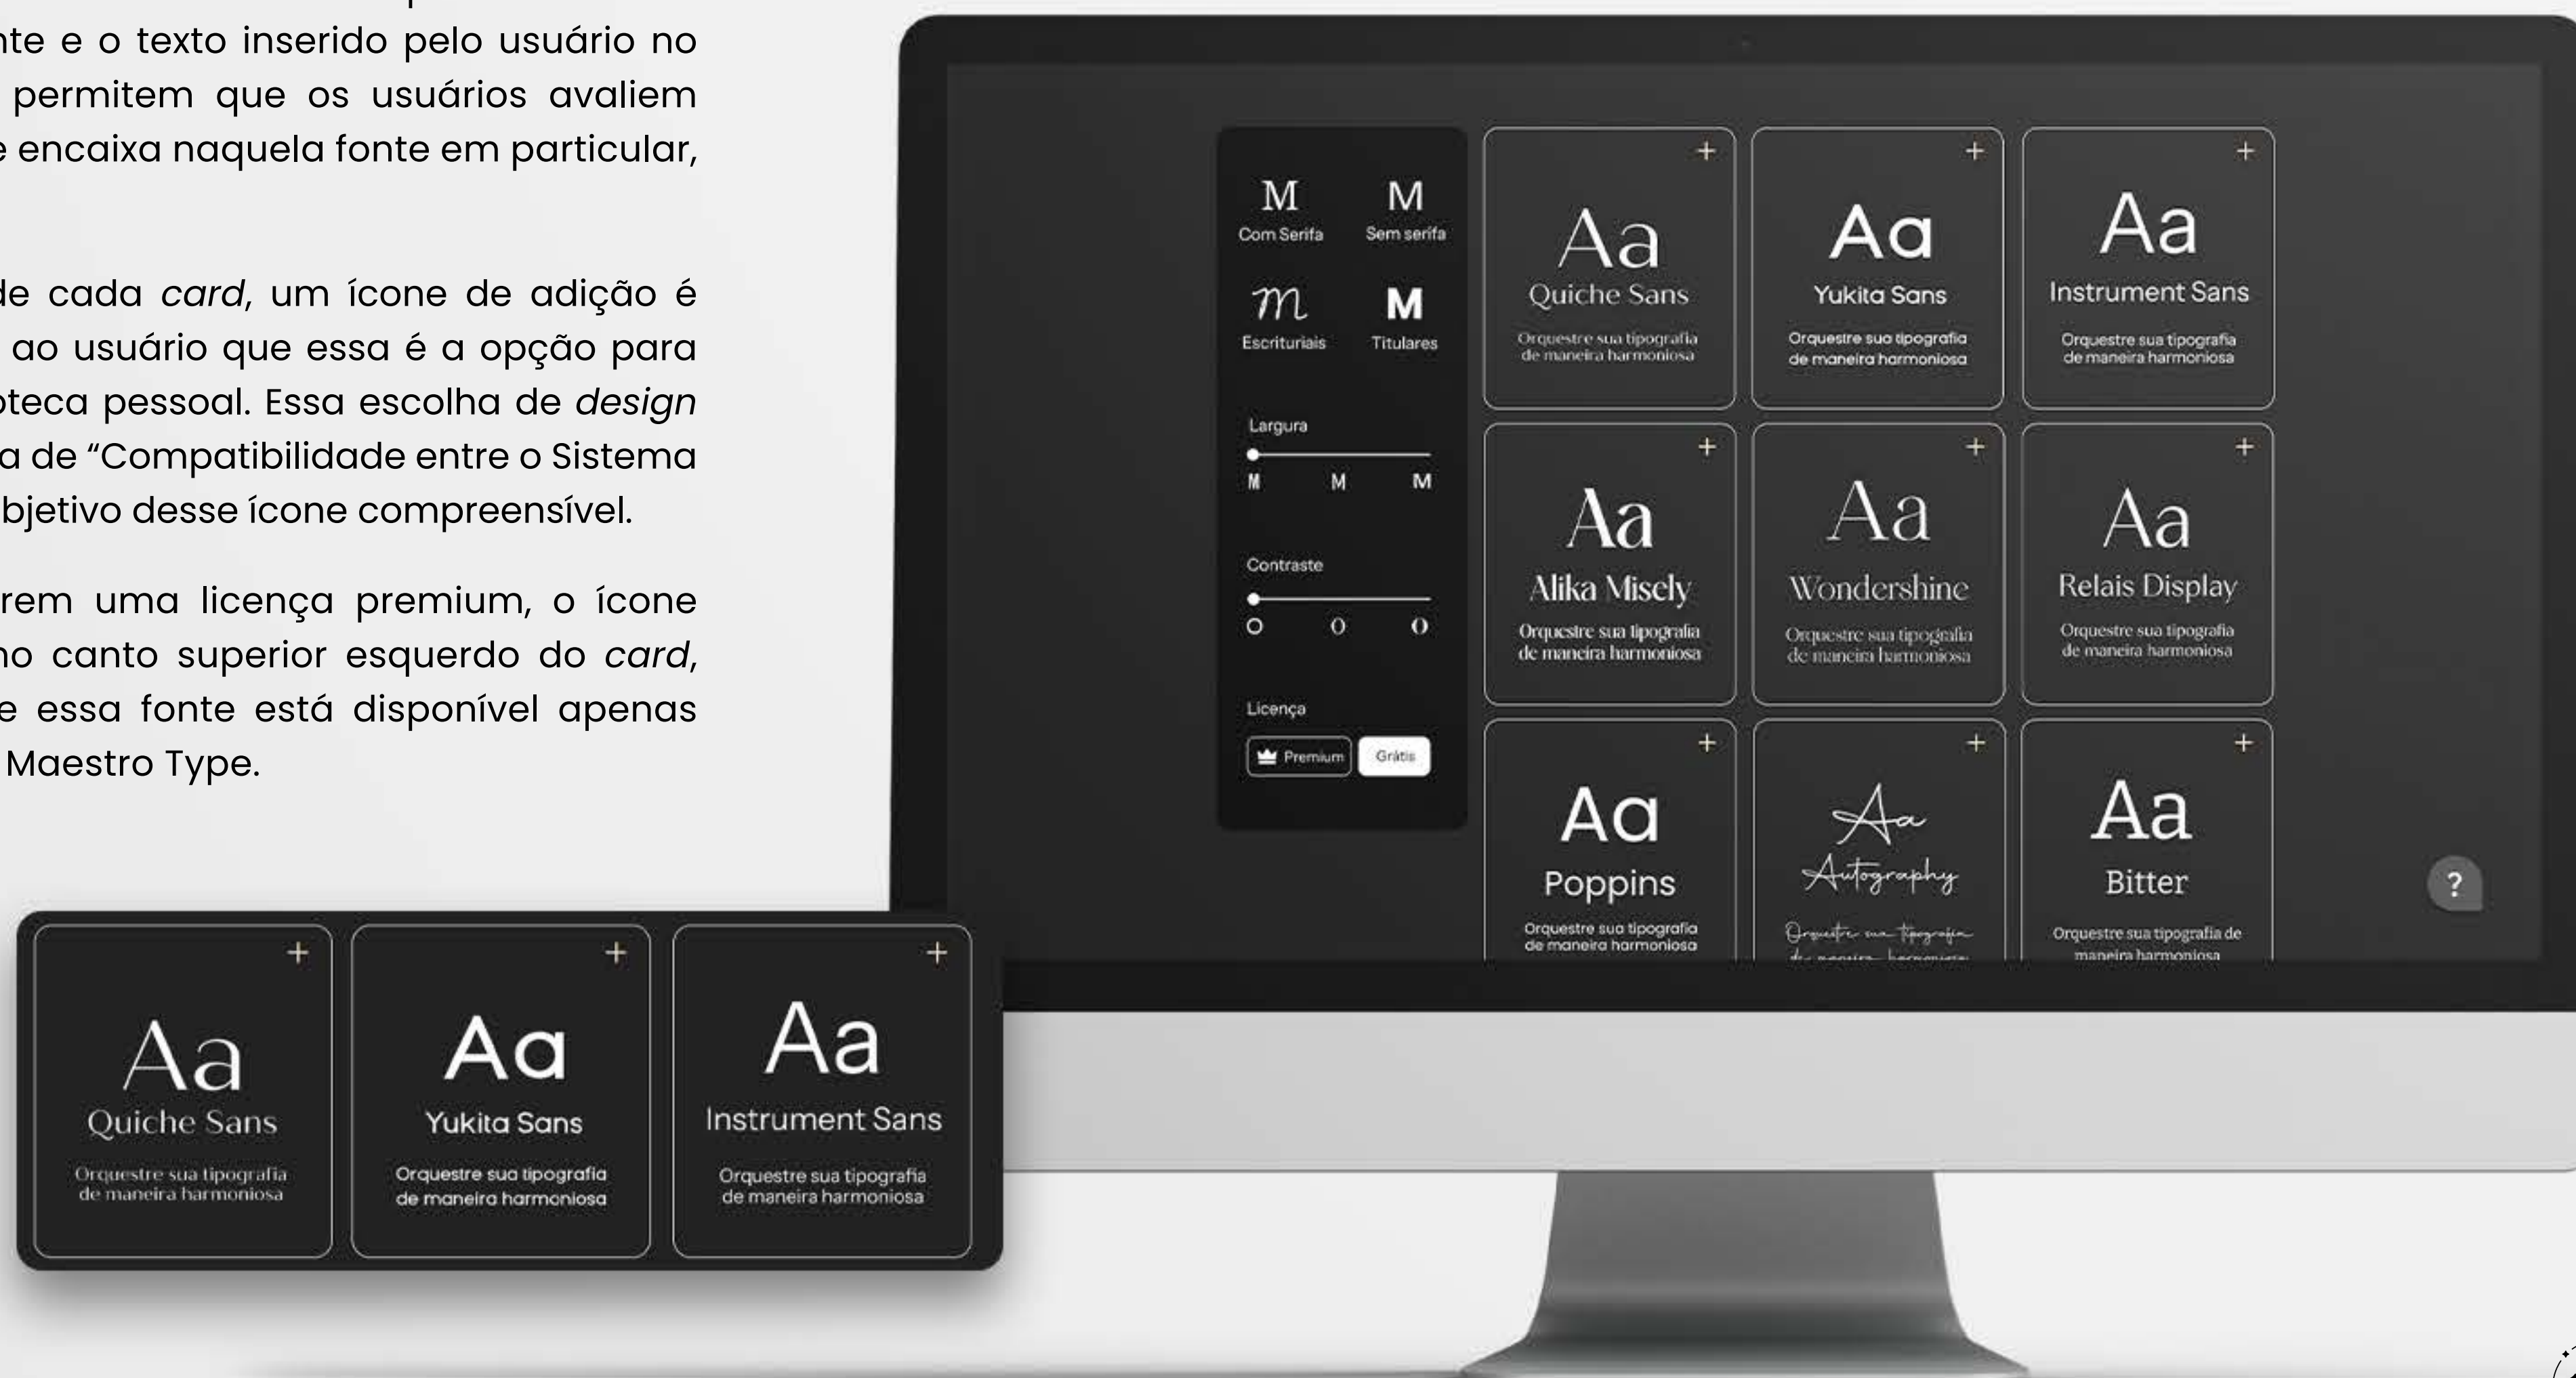 nte e o texto inserido pelo usuário no
permitem que os usuários avaliem
e encaixa naquela fonte em particular,
de cada card, um ícone de adição é
ao usuário que essa é a opção para
oteca pessoal. Essa escolha de design
a de “Compatibilidade entre o Sistema
bjetivo desse ícone compreensível.
rem uma licença premium, o ícone
no canto superior esquerdo do card,
e essa fonte está disponível apenas
Maestro Type.
M M
Com Serifa Sem serifa
m M
Escrituriais Titulares
Largura
M M M
Contraste
O O O
Licença
Premium Grátis
+
Aa
Quiche Sans
Orquestre sua tipografia
de maneira harmoniosa
+
Aa
Yukita Sans
Orquestre sua tipografia
de maneira harmoniosa
+
Aa
Instrument Sans
Orquestre sua tipografia
de maneira harmoniosa
+
Aa
Alika Misely
Orquestre sua tipografia
de maneira harmoniosa
+
Aa
Wondershine
Orquestre sua tipografia
de maneira harmoniosa
+
Aa
Relais Display
Orquestre sua tipografia
de maneira harmoniosa
+
Aa
Poppins
Orquestre sua tipografia
de maneira harmoniosa
+
Aa
Autography
Orquestre sua tipografia
de maneira harmoniosa
+
Aa
Bitter
Orquestre sua tipografia de
maneira harmoniosa
?
+
Aa
Quiche Sans
Orquestre sua tipografia
de maneira harmoniosa
+
Aa
Yukita Sans
Orquestre sua tipografia
de maneira harmoniosa
+
Aa
Instrument Sans
Orquestre sua tipografia
de maneira harmoniosa